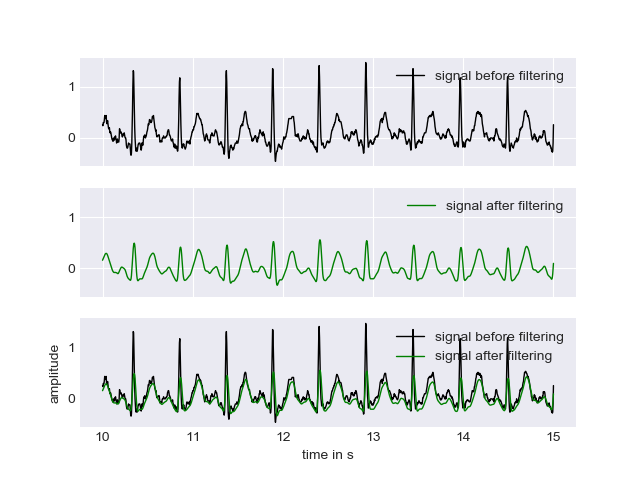 signal before filtering
1
0
signal after filtering
1
0
signal before filtering
signal after filtering
1
0
amplitude
10 11 12 13 14 15
time in s